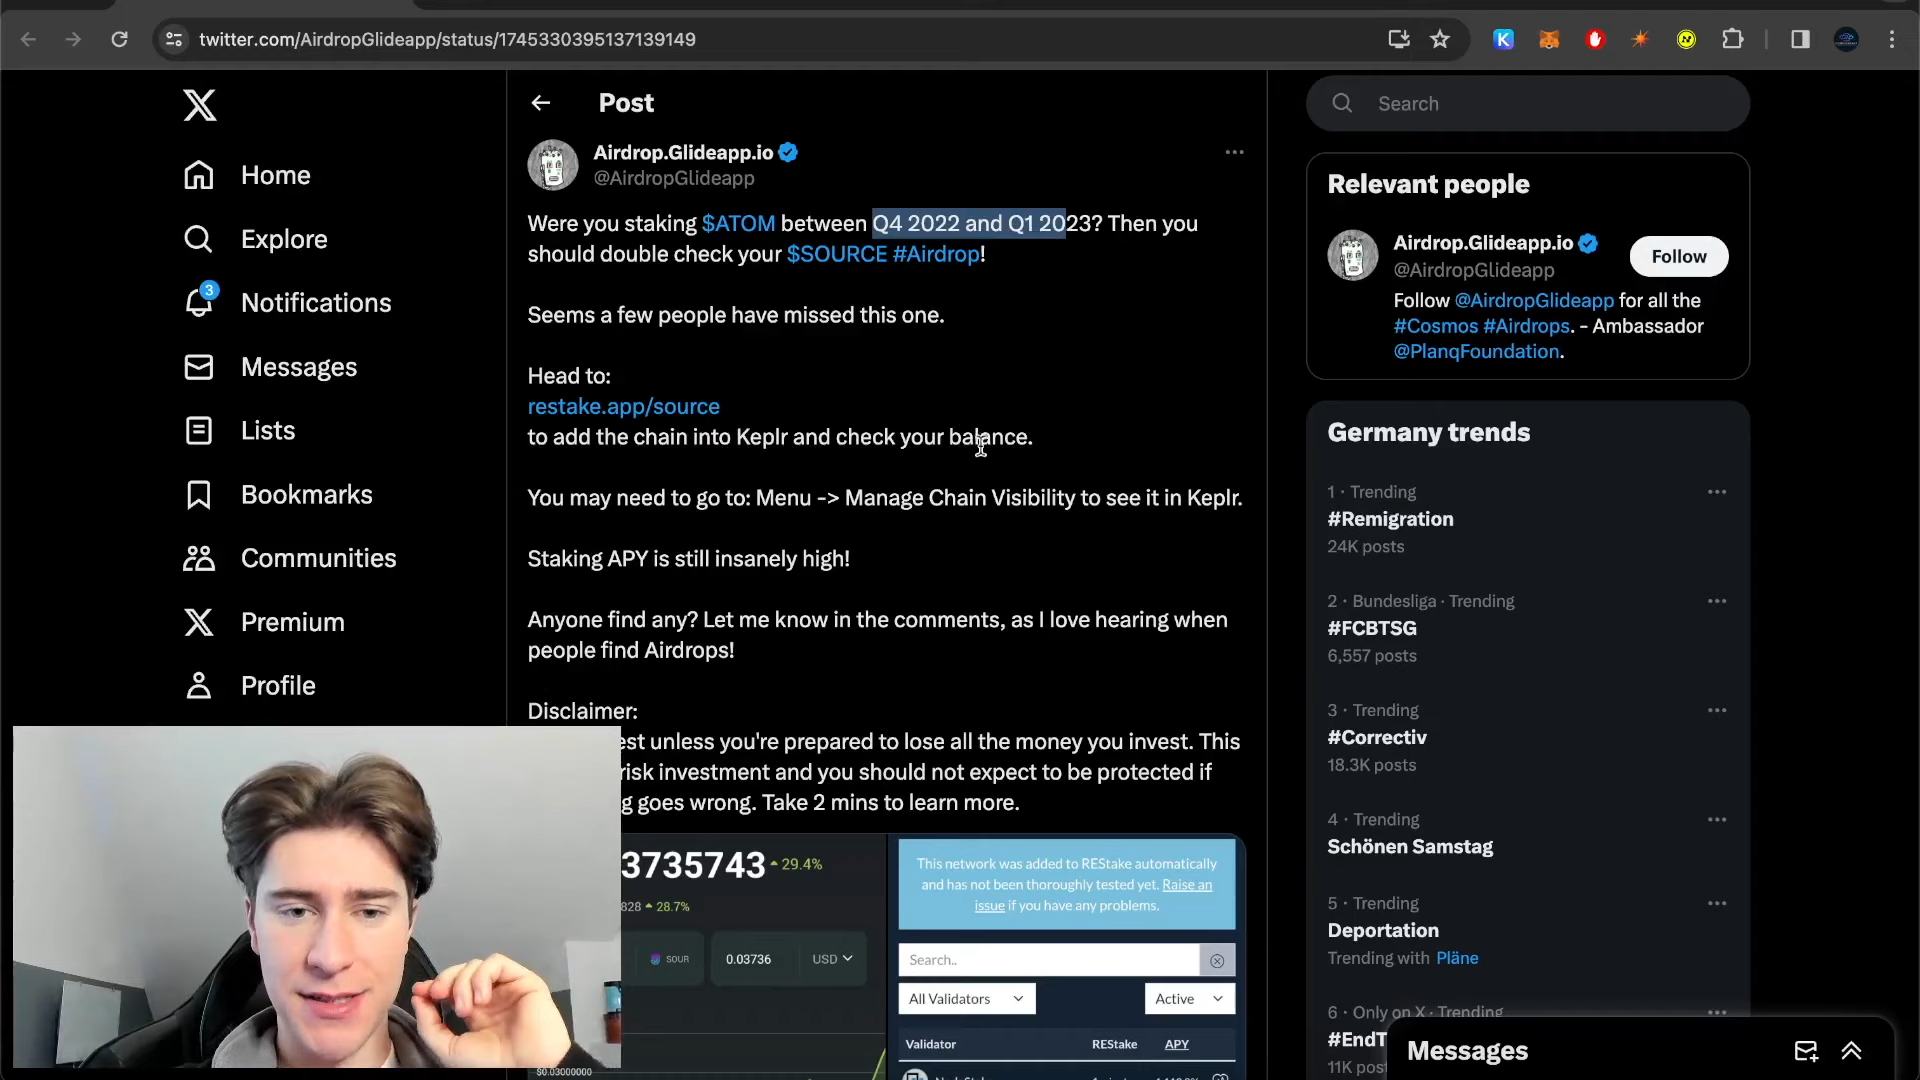 twitter.com/AirdropGlideapp/status/1745330395137139149
Home
Explore
3
Notifications
Messages
Lists
Bookmarks
Communities
Premium
Profile
Post
Airdrop.Glideapp.io
@AirdropGlideapp
Were you staking $ATOM between Q4 2022 and Q1 2023? Then you
should double check your $SOURCE #Airdrop!
Seems a few people have missed this one.
Head to:
restake.app/source
to add the chain into Keplr and check your balance.
You may need to go to: Menu -> Manage Chain Visibility to see it in Keplr.
Staking APY is still insanely high!
Anyone find any? Let me know in the comments, as I love hearing when
people find Airdrops!
Disclaimer:
est unless you're prepared to lose all the money you invest. This
risk investment and you should not expect to be protected if
g goes wrong. Take 2 mins to learn more.
3735743 29.4%
828 28.7%
SOUR
0.03736 USD
$0.03000000
This network was added to REStake automatically
and has not been thoroughly tested yet. Raise an
issue if you have any problems.
Search..
All Validators
Active
Validator REStake APY
Search
Relevant people
Airdrop.Glideapp.io
@AirdropGlideapp
Follow
Follow @AirdropGlideapp for all the
#Cosmos #Airdrops. - Ambassador
@PlanqFoundation.
Germany trends
1 · Trending
#Remigration
24K posts
2 · Bundesliga · Trending
#FCBTSG
6,557 posts
3 · Trending
#Correctiv
18.3K posts
4 · Trending
Schönen Samstag
5 · Trending
Deportation
Trending with Pläne
6 · Only on X · Trending
#EndT
11K post
Messages